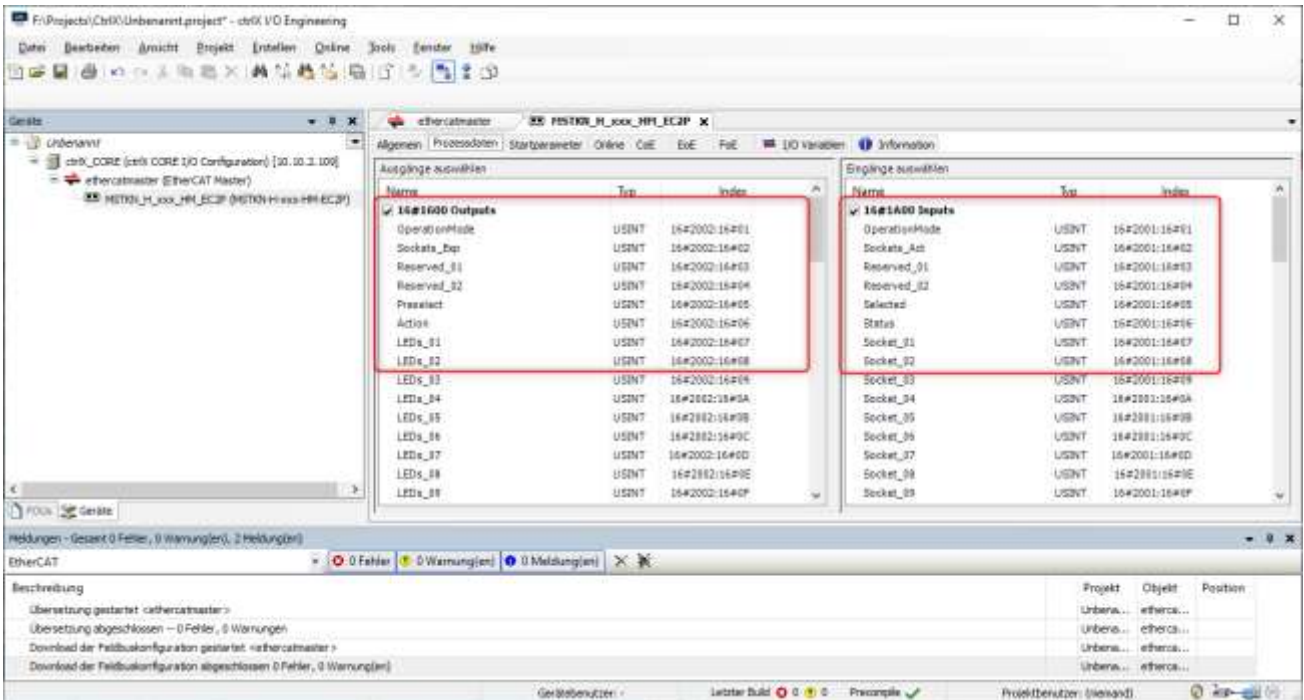 F:\Projects\CtrlX\Unbenannt.project* - ctrlX I/O Engineering
Datei Bearbeiten Ansicht Projekt Erstellen Online Tools Fenster Hilfe
Geräte
ethercatmaster MSTKN_H_xxx_HM_EC2P
Unbenannt
ctrlX_CORE (ctrlX CORE I/O Configuration) [10.10.2.109]
ethercatmaster (EtherCAT Master)
MSTKN_H_xxx_HM_EC2P (MSTKN-H-xxx-HM-EC2P)
Allgemein Prozessdaten Startparameter Online CoE EoE FoE I/O Variablen Information
Ausgänge auswählen
Name Typ Index
16#1600 Outputs
OperationMode USINT 16#2002:16#01
Sockets_Exp USINT 16#2002:16#02
Reserved_01 USINT 16#2002:16#03
Reserved_02 USINT 16#2002:16#04
Preselect USINT 16#2002:16#05
Action USINT 16#2002:16#06
LEDs_01 USINT 16#2002:16#07
LEDs_02 USINT 16#2002:16#08
LEDs_03 USINT 16#2002:16#09
LEDs_04 USINT 16#2002:16#0A
LEDs_05 USINT 16#2002:16#0B
LEDs_06 USINT 16#2002:16#0C
LEDs_07 USINT 16#2002:16#0D
LEDs_08 USINT 16#2002:16#0E
LEDs_09 USINT 16#2002:16#0F
Eingänge auswählen
Name Typ Index
16#1A00 Inputs
OperationMode USINT 16#2001:16#01
Sockets_Act USINT 16#2001:16#02
Reserved_01 USINT 16#2001:16#03
Reserved_02 USINT 16#2001:16#04
Selected USINT 16#2001:16#05
Status USINT 16#2001:16#06
Socket_01 USINT 16#2001:16#07
Socket_02 USINT 16#2001:16#08
Socket_03 USINT 16#2001:16#09
Socket_04 USINT 16#2001:16#0A
Socket_05 USINT 16#2001:16#0B
Socket_06 USINT 16#2001:16#0C
Socket_07 USINT 16#2001:16#0D
Socket_08 USINT 16#2001:16#0E
Socket_09 USINT 16#2001:16#0F
POUs Geräte
Meldungen - Gesamt 0 Fehler, 0 Warnung(en), 2 Meldung(en)
EtherCAT 0 Fehler 0 Warnung(en) 0 Meldung(en)
Beschreibung Projekt Objekt Position
Übersetzung gestartet <ethercatmaster> Unbena... etherca...
Übersetzung abgeschlossen -- 0 Fehler, 0 Warnungen Unbena... etherca...
Download der Feldbuskonfiguration gestartet <ethercatmaster> Unbena... etherca...
Download der Feldbuskonfiguration abgeschlossen 0 Fehler, 0 Warnung(en) Unbena... etherca...
Gerätebenutzer: - Letzter Build 0 0 Precompile Projektbenutzer: (niemand)